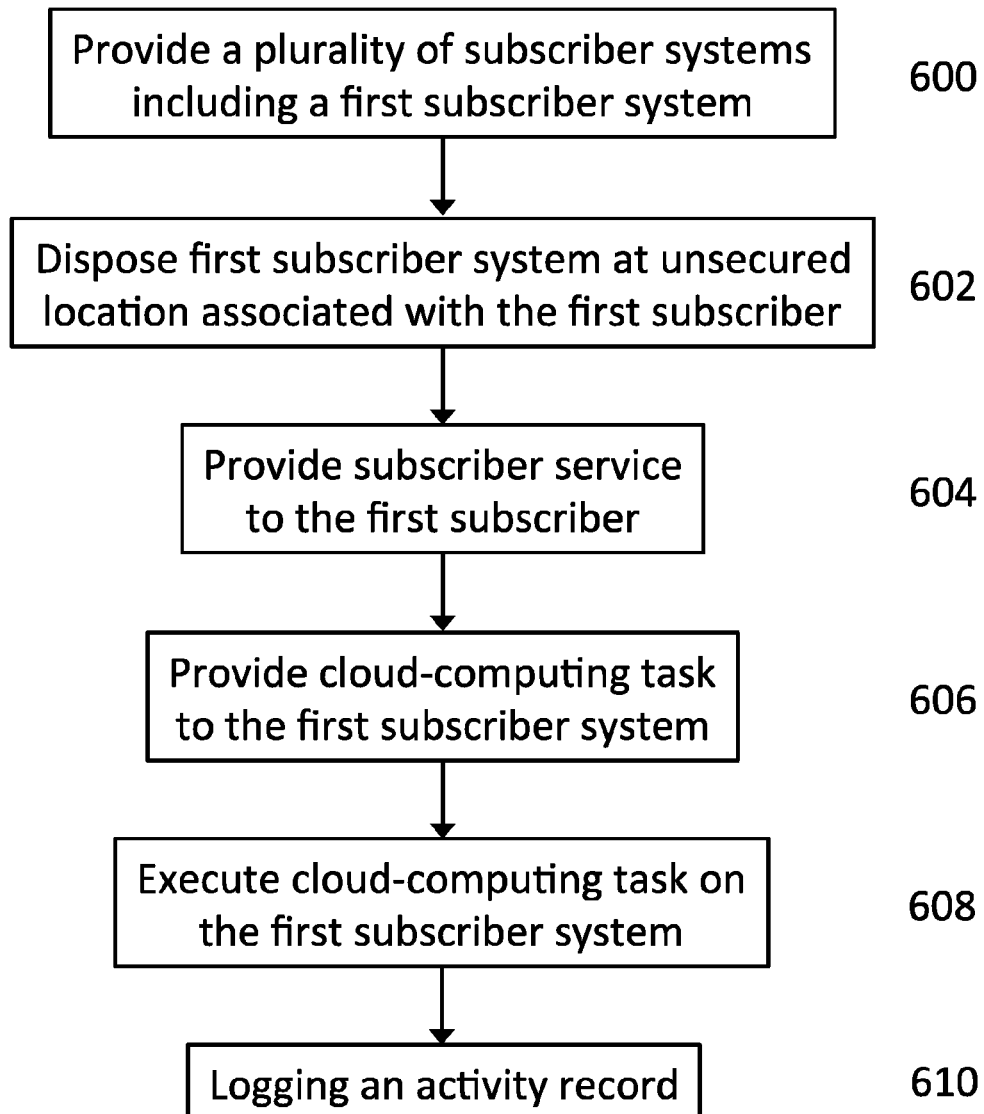 Provide a plurality of subscriber systems
including a first subscriber system
600
Dispose first subscriber system at unsecured
location associated with the first subscriber
602
Provide subscriber service
to the first subscriber
604
Provide cloud-computing task
to the first subscriber system
606
Execute cloud-computing task on
the first subscriber system
608
Logging an activity record
610